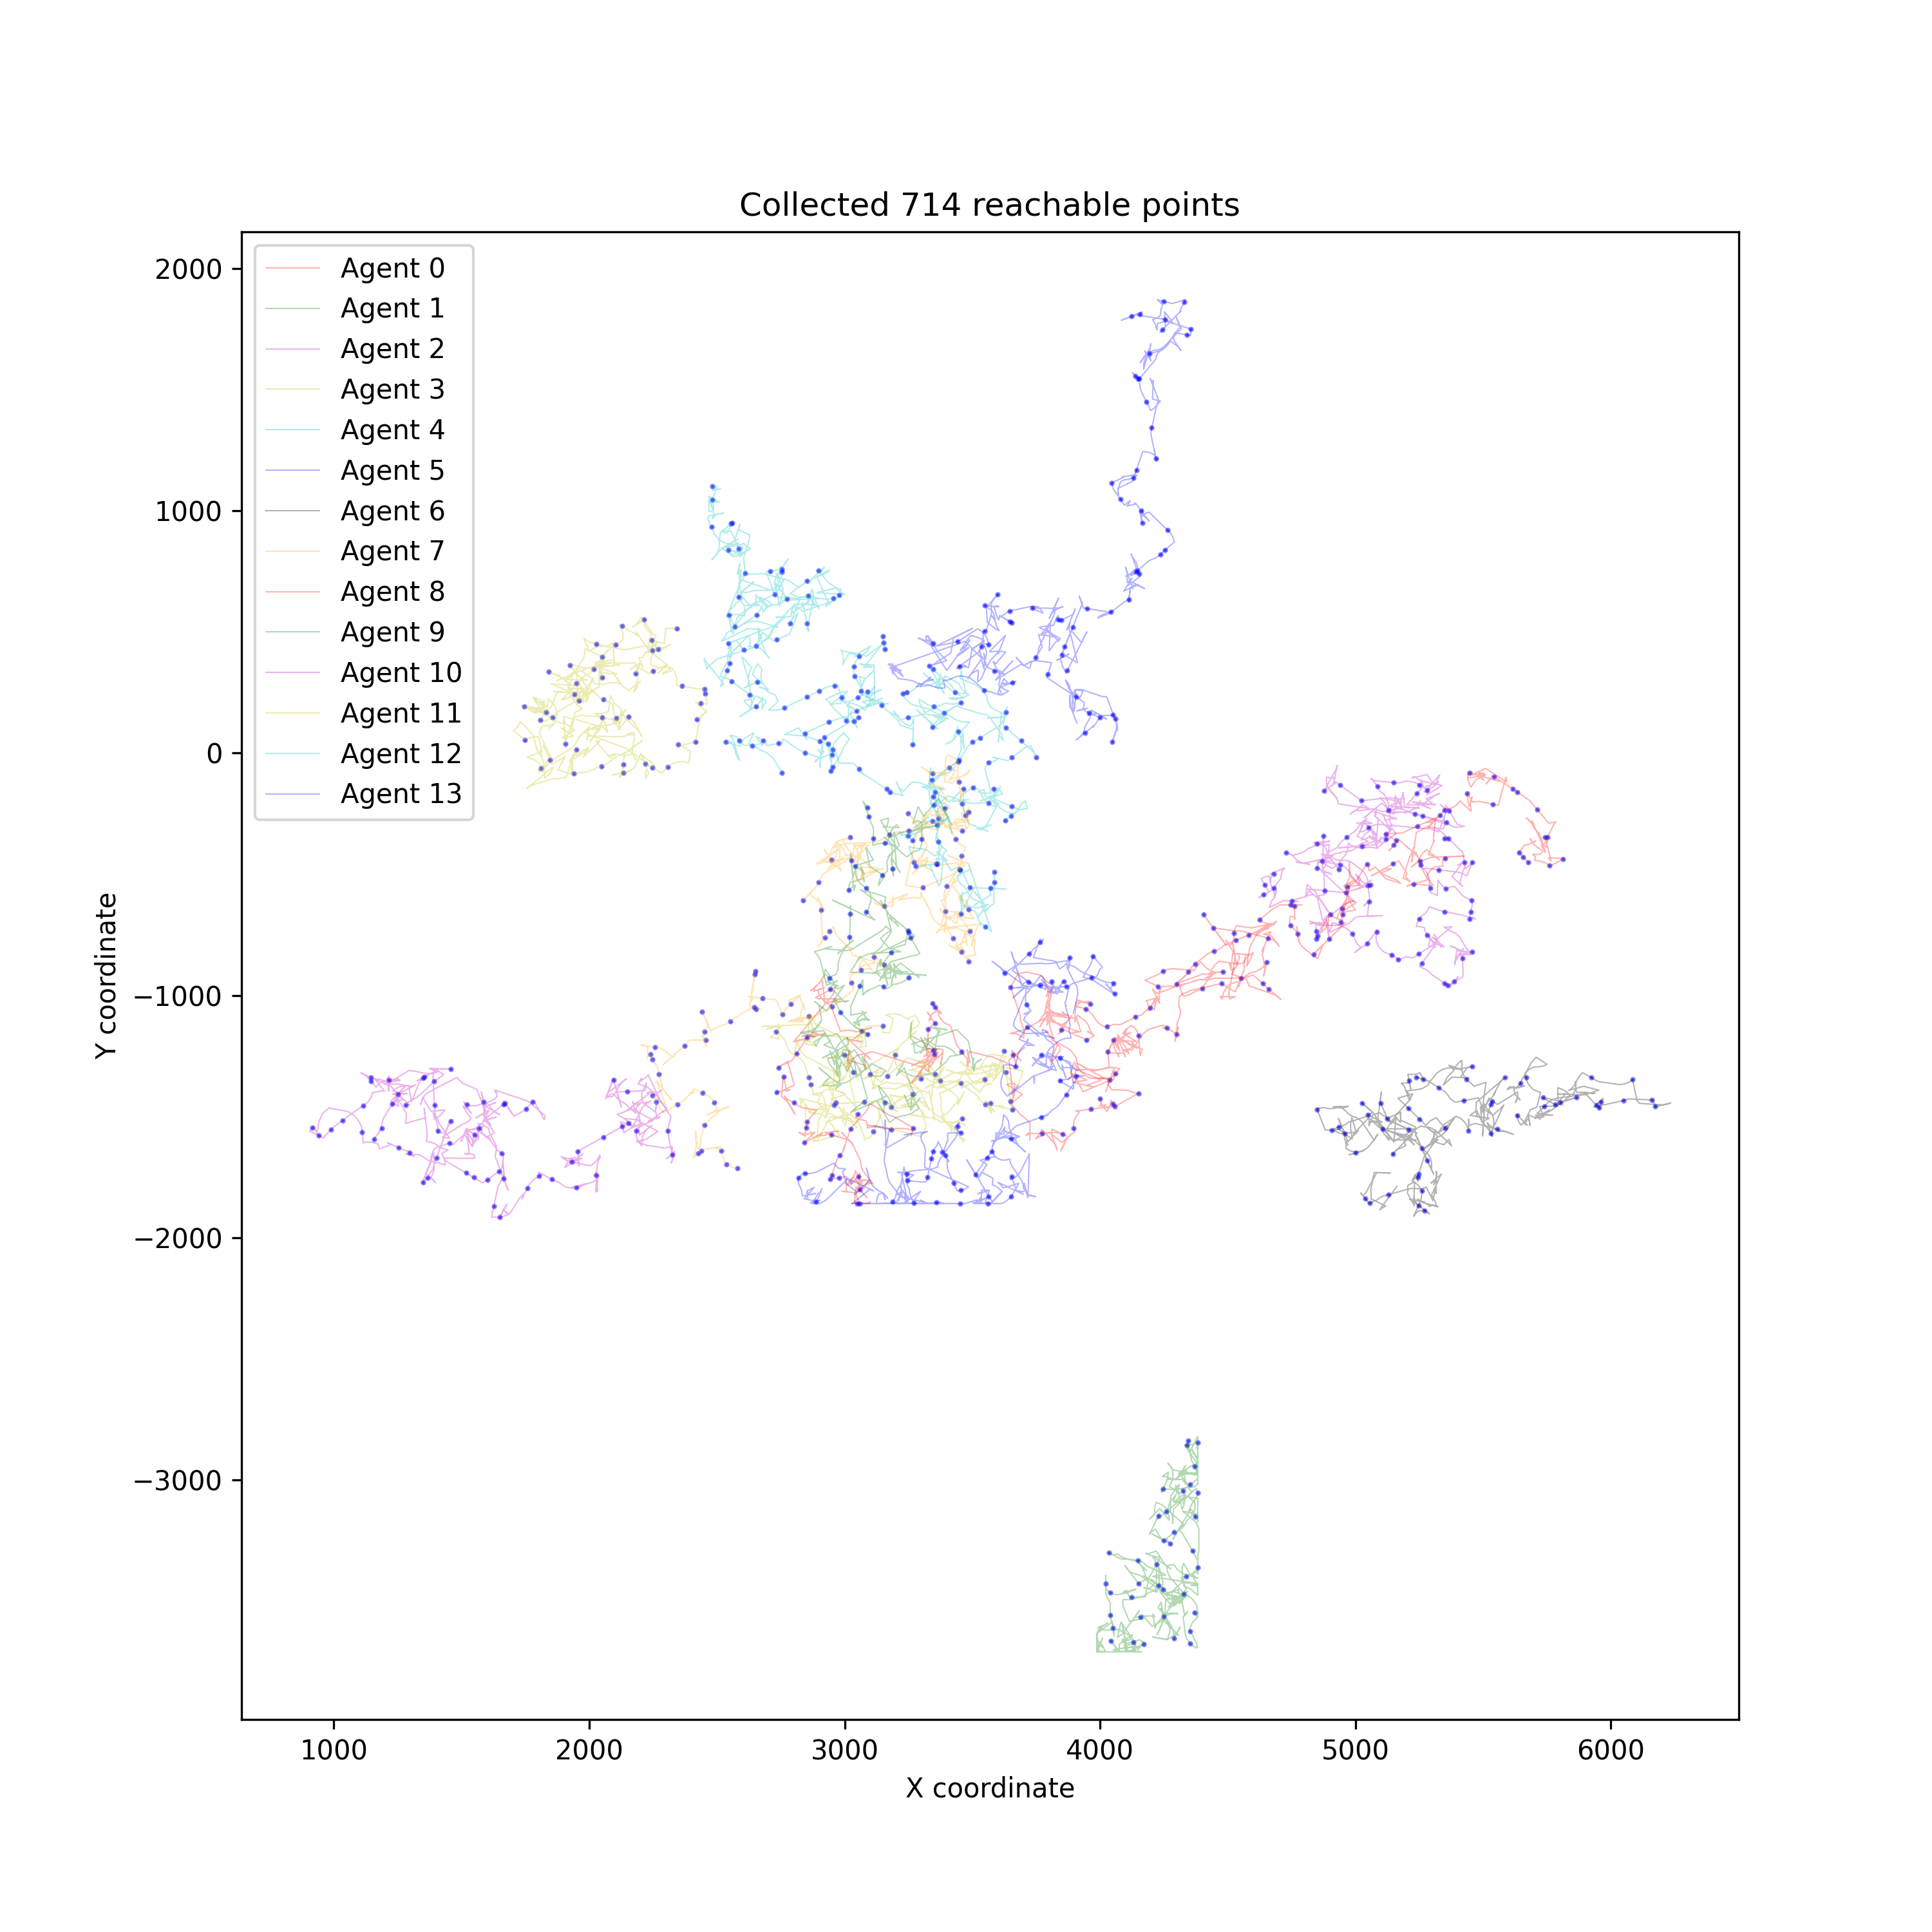 Collected 714 reachable points
2000
1000
0
−1000
−2000
−3000
Y coordinate
Agent 0
Agent 1
Agent 2
Agent 3
Agent 4
Agent 5
Agent 6
Agent 7
Agent 8
Agent 9
Agent 10
Agent 11
Agent 12
Agent 13
1000 2000 3000 4000 5000 6000
X coordinate